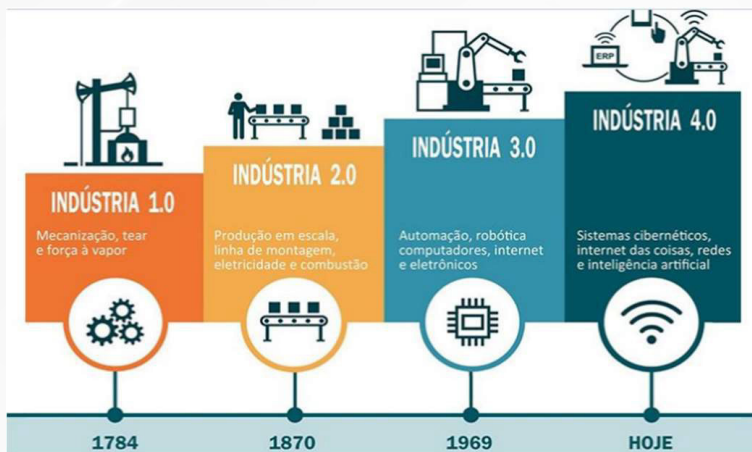 INDÚSTRIA 1.0
Mecanização, tear
e força à vapor
1784
INDÚSTRIA 2.0
Produção em escala,
linha de montagem,
eletricidade e combustão
1870
INDÚSTRIA 3.0
Automação, robótica
computadores, internet
e eletrônicos
1969
ERP
INDÚSTRIA 4.0
Sistemas cibernéticos,
internet das coisas, redes
e inteligência artificial
HOJE